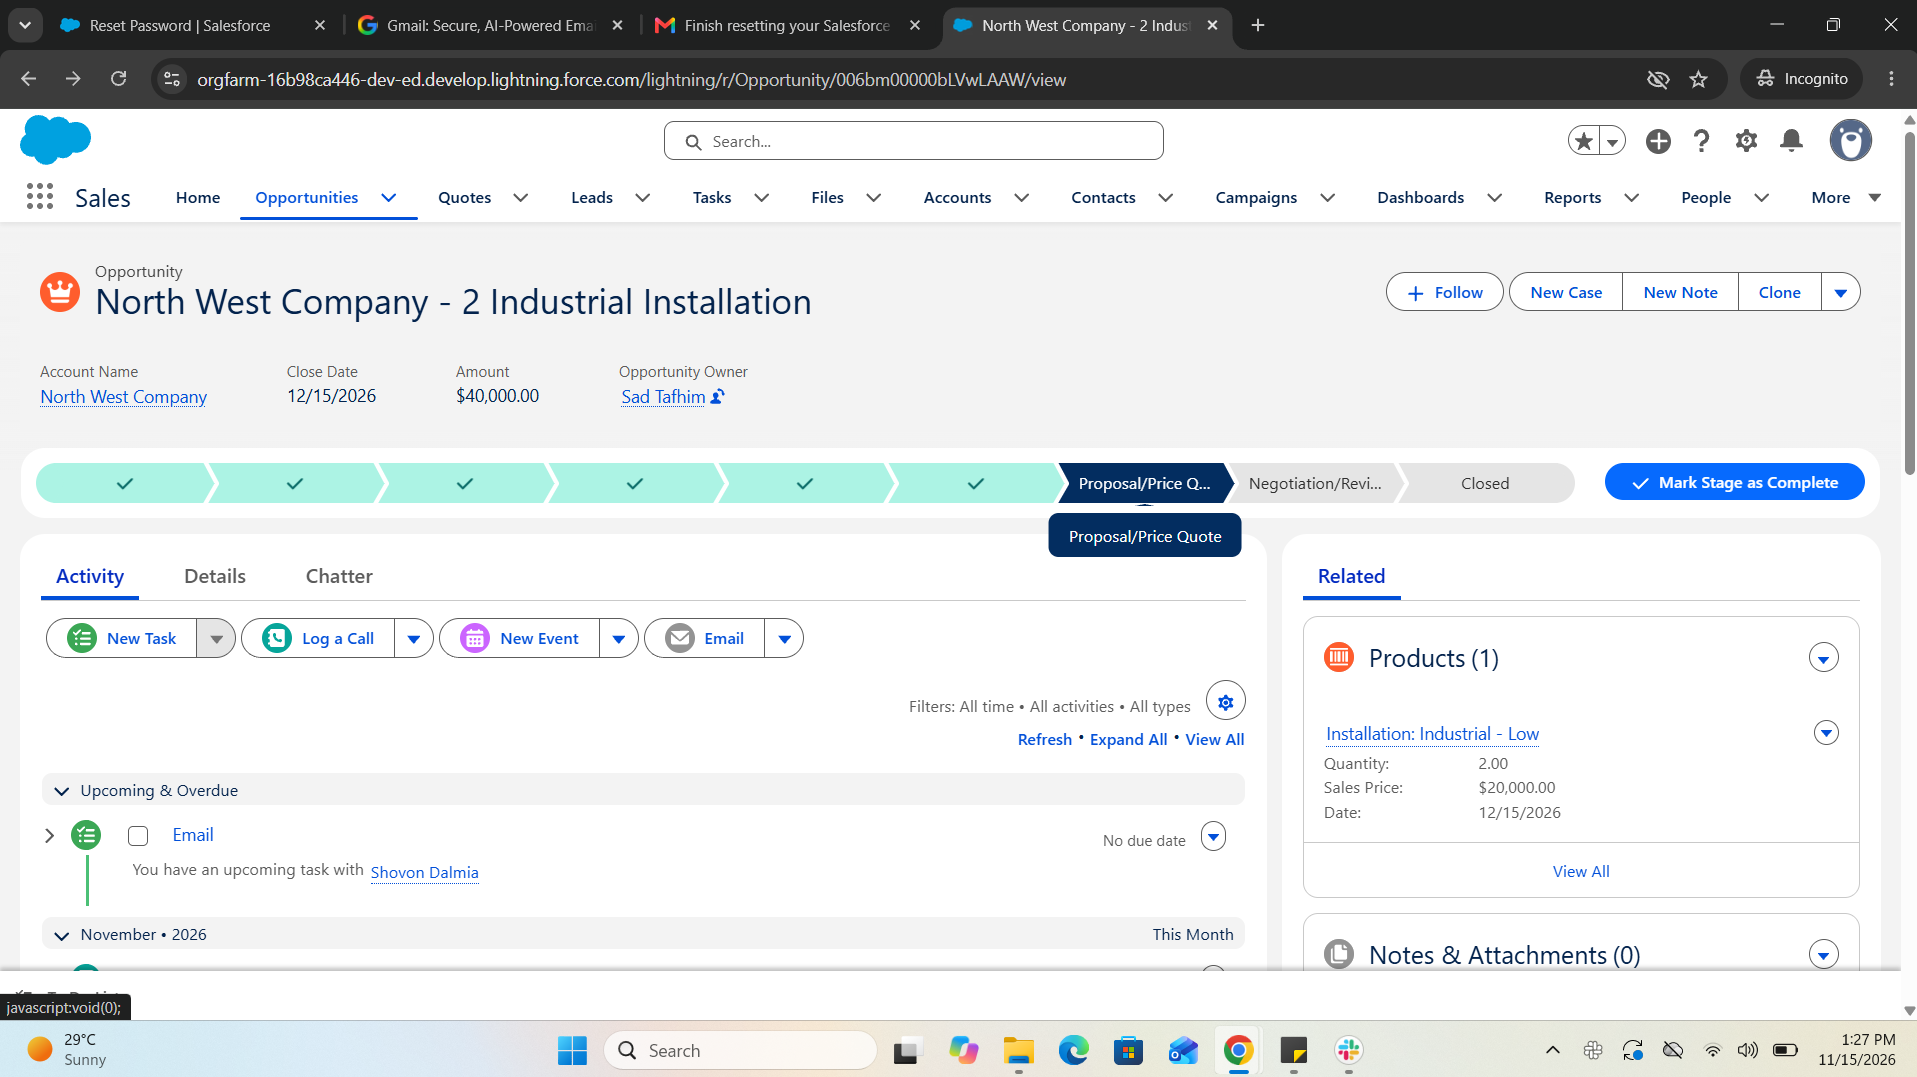 Reset Password | Salesforce
Gmail: Secure, AI-Powered Emai
Finish resetting your Salesforce
North West Company - 2 Indust
orgfarm-16b98ca446-dev-ed.develop.lightning.force.com/lightning/r/Opportunity/006bm00000bLVwLAAW/view
Incognito
Search...
Sales
Home
Opportunities
Quotes
Leads
Tasks
Files
Accounts
Contacts
Campaigns
Dashboards
Reports
People
More
Opportunity
North West Company - 2 Industrial Installation
Follow
New Case
New Note
Clone
Account Name
North West Company
Close Date
12/15/2026
Amount
$40,000.00
Opportunity Owner
Sad Tafhim
Proposal/Price Q...
Negotiation/Revi...
Closed
Mark Stage as Complete
Proposal/Price Quote
Activity
Details
Chatter
New Task
Log a Call
New Event
Email
Filters: All time • All activities • All types
Refresh • Expand All • View All
Upcoming & Overdue
Email
No due date
You have an upcoming task with Shovon Dalmia
November • 2026
This Month
Related
Products (1)
Installation: Industrial - Low
Quantity: 2.00
Sales Price: $20,000.00
Date: 12/15/2026
View All
Notes & Attachments (0)
javascript:void(0);
29°C
Sunny
Search
1:27 PM
11/15/2026